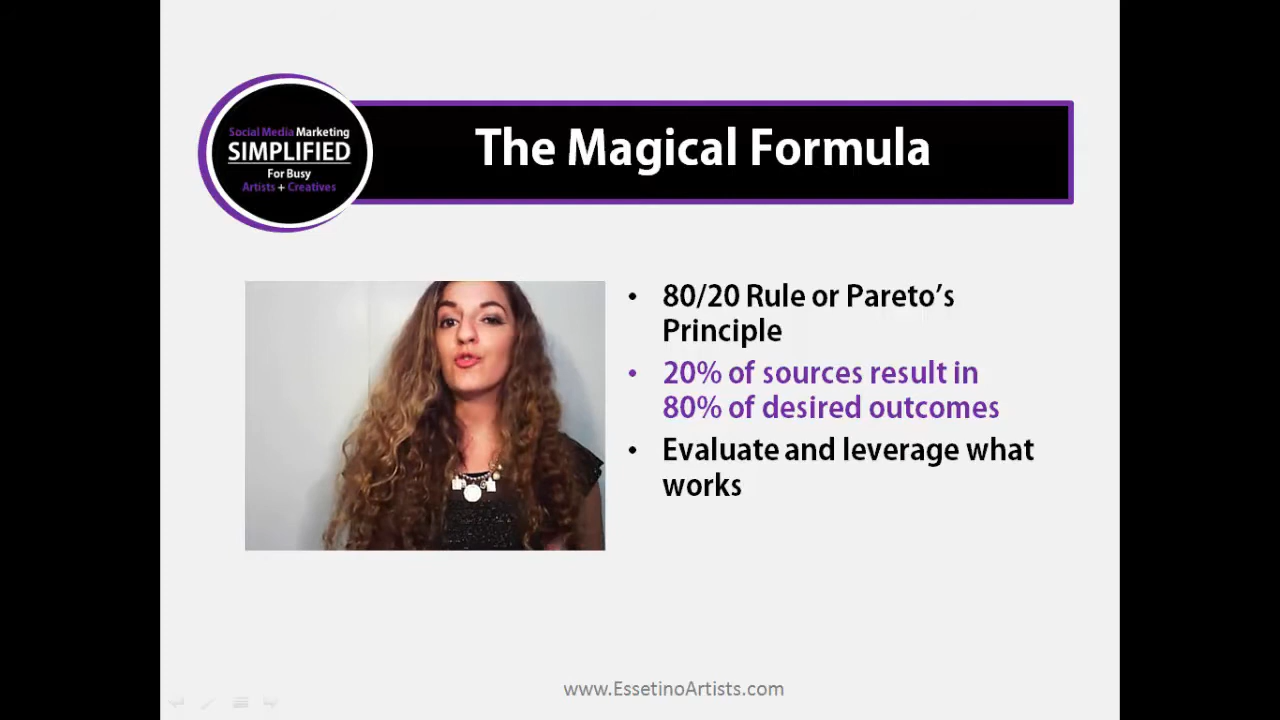 Social Media Marketing
SIMPLIFIED
For Busy
Artists + Creatives
The Magical Formula
• 80/20 Rule or Pareto’s
Principle
• 20% of sources result in
80% of desired outcomes
• Evaluate and leverage what
works
www.EssetinoArtists.com